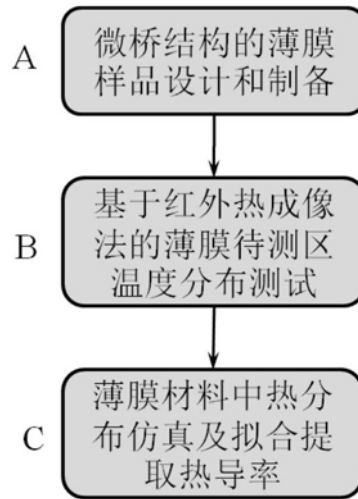 A
微桥结构的薄膜
样品设计和制备
B
基于红外热成像
法的薄膜待测区
温度分布测试
C
薄膜材料中热分
布仿真及拟合提
取热导率